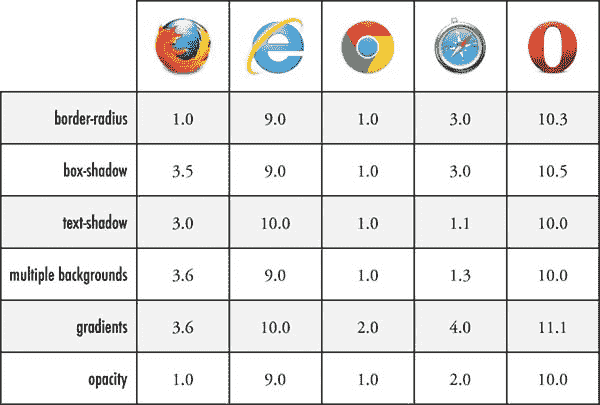 border-radius 1.0 9.0 1.0 3.0 10.3
box-shadow 3.5 9.0 1.0 3.0 10.5
text-shadow 3.0 10.0 1.0 1.1 10.0
multiple backgrounds 3.6 9.0 1.0 1.3 10.0
gradients 3.6 10.0 2.0 4.0 11.1
opacity 1.0 9.0 1.0 2.0 10.0